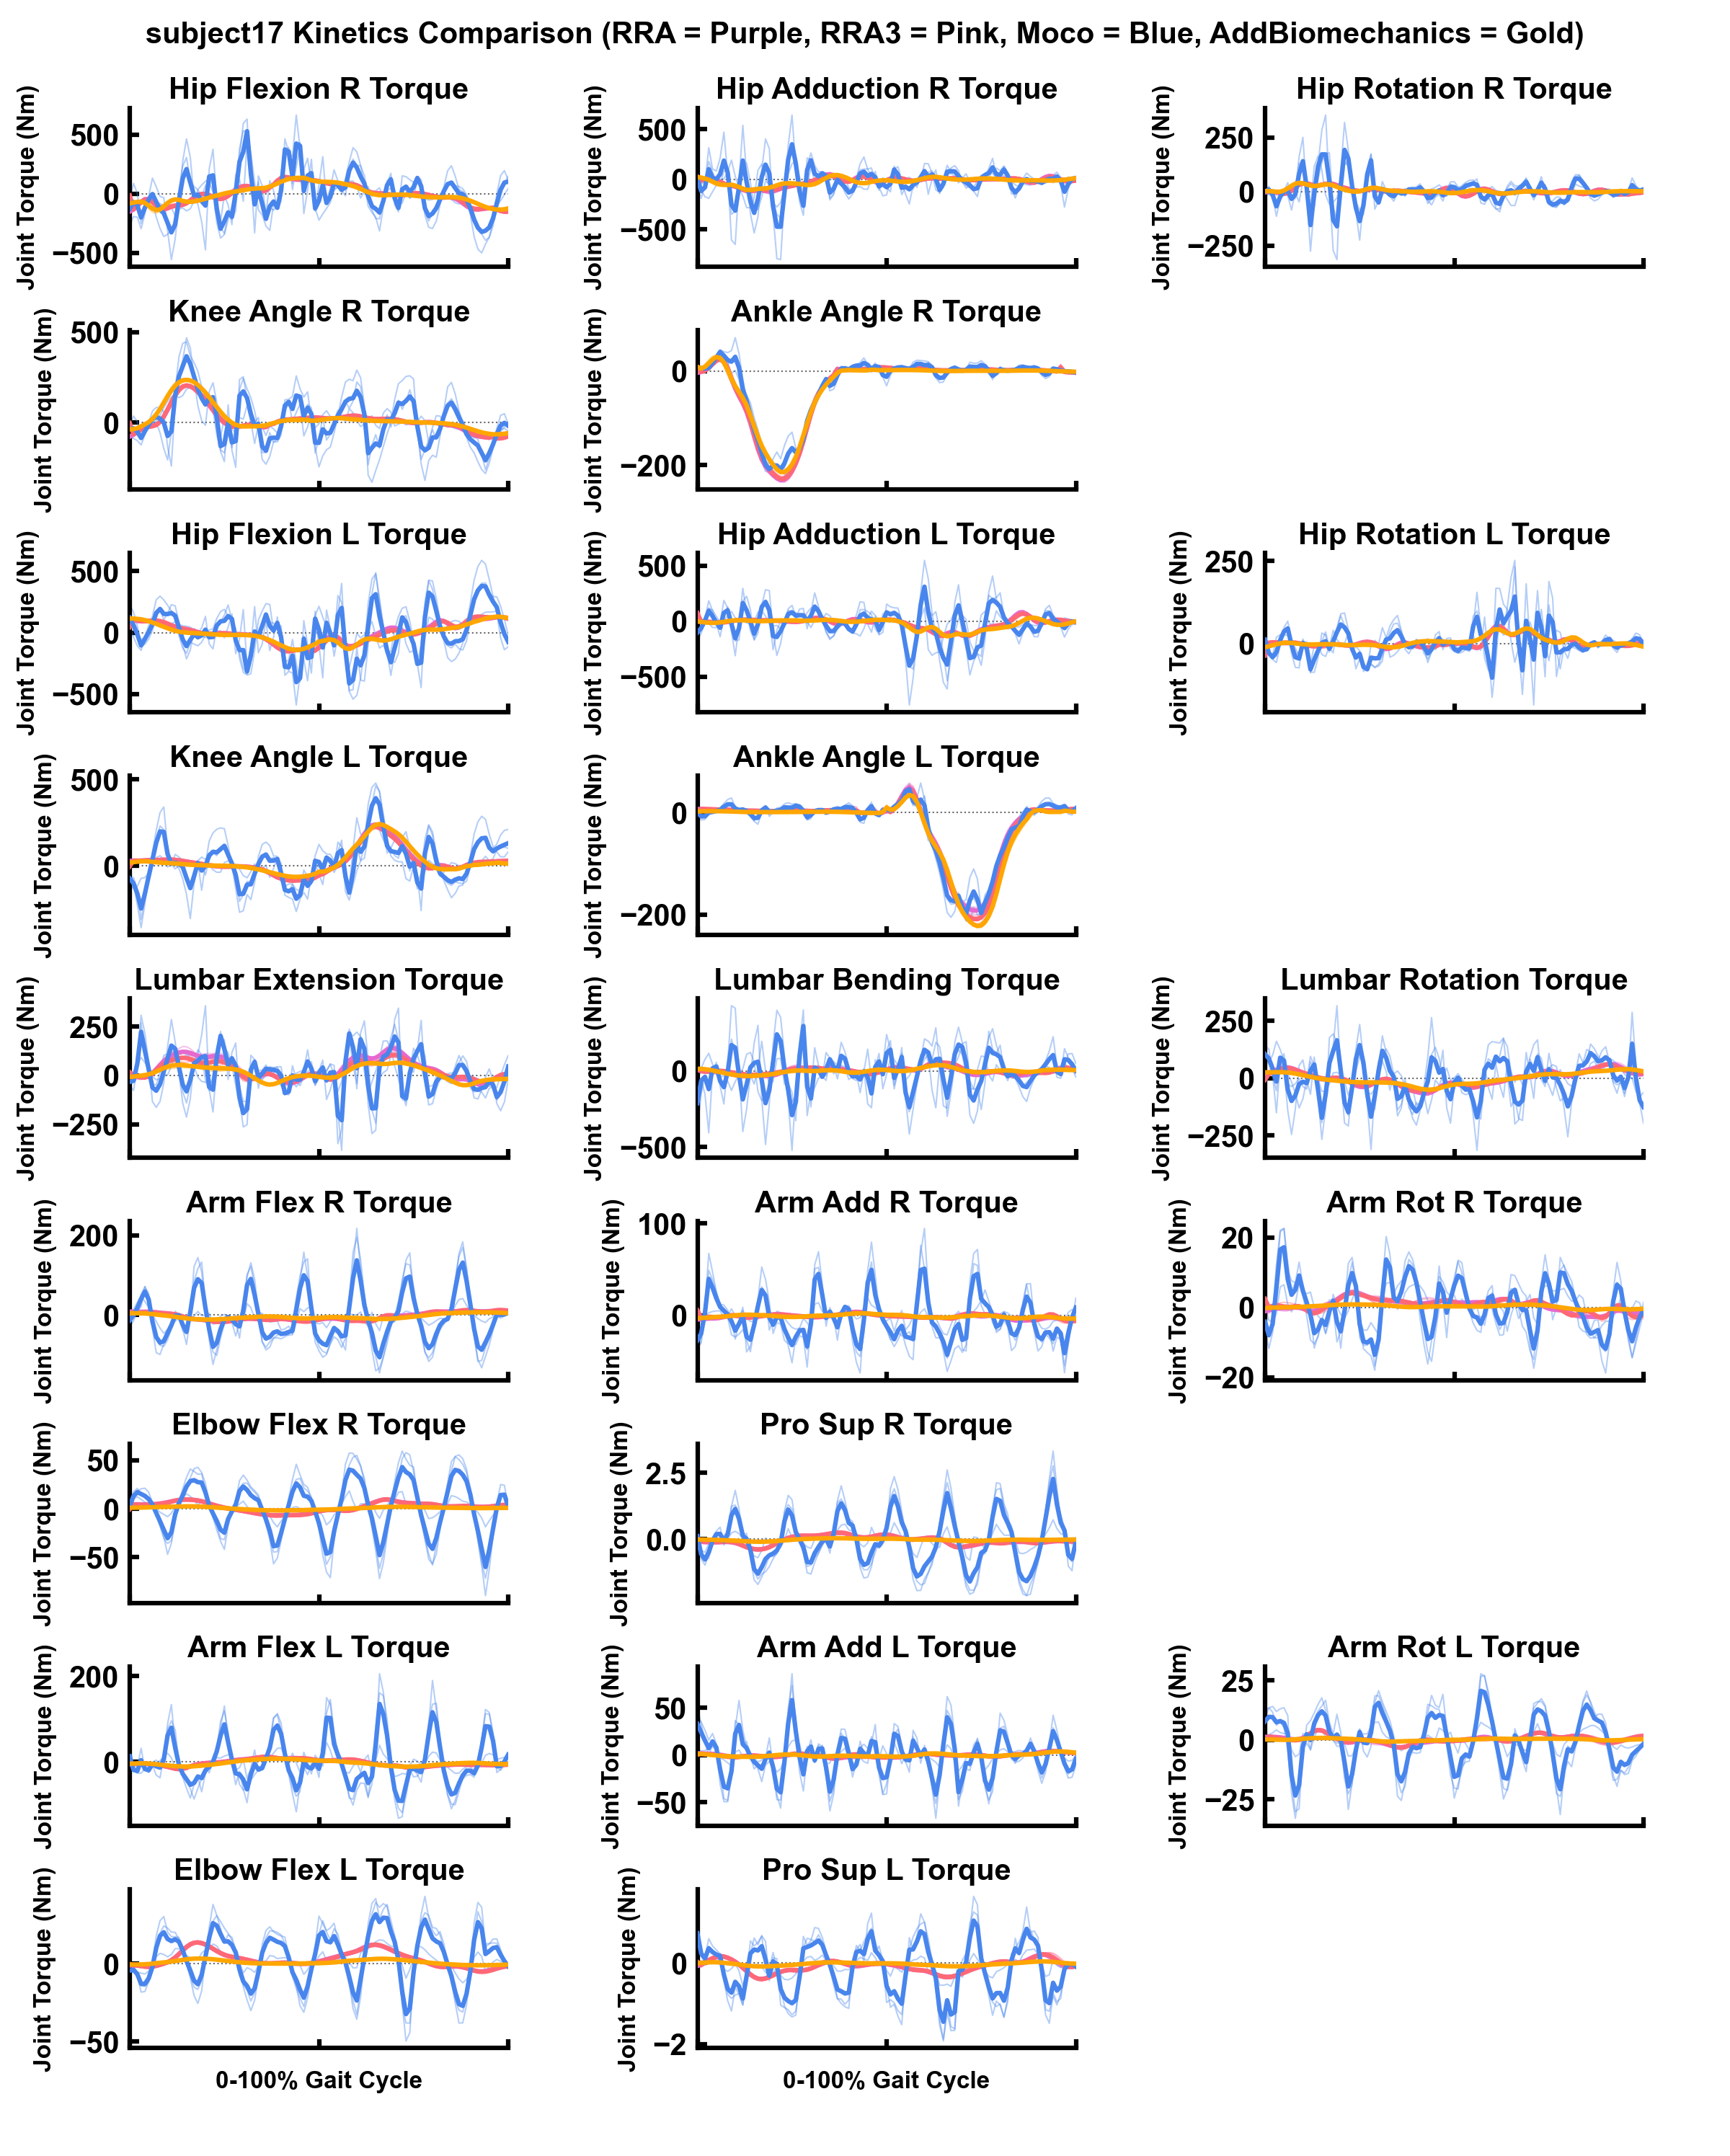 subject17 Kinetics Comparison (RRA = Purple, RRA3 = Pink, Moco = Blue, AddBiomechanics = Gold)
Hip Flexion R Torque
Joint Torque (Nm)
500
0
−500
Hip Adduction R Torque
Joint Torque (Nm)
500
0
−500
Hip Rotation R Torque
Joint Torque (Nm)
250
0
−250
Knee Angle R Torque
Joint Torque (Nm)
500
0
Ankle Angle R Torque
Joint Torque (Nm)
0
−200
Hip Flexion L Torque
Joint Torque (Nm)
500
0
−500
Hip Adduction L Torque
Joint Torque (Nm)
500
0
−500
Hip Rotation L Torque
Joint Torque (Nm)
250
0
Knee Angle L Torque
Joint Torque (Nm)
500
0
Ankle Angle L Torque
Joint Torque (Nm)
0
−200
Lumbar Extension Torque
Joint Torque (Nm)
250
0
−250
Lumbar Bending Torque
Joint Torque (Nm)
0
−500
Lumbar Rotation Torque
Joint Torque (Nm)
250
0
−250
Arm Flex R Torque
Joint Torque (Nm)
200
0
Arm Add R Torque
Joint Torque (Nm)
100
0
Arm Rot R Torque
Joint Torque (Nm)
20
0
−20
Elbow Flex R Torque
Joint Torque (Nm)
50
0
−50
Pro Sup R Torque
Joint Torque (Nm)
2.5
0.0
Arm Flex L Torque
Joint Torque (Nm)
200
0
Arm Add L Torque
Joint Torque (Nm)
50
0
−50
Arm Rot L Torque
Joint Torque (Nm)
25
0
−25
Elbow Flex L Torque
Joint Torque (Nm)
0
−50
0-100% Gait Cycle
Pro Sup L Torque
Joint Torque (Nm)
0
−2
0-100% Gait Cycle